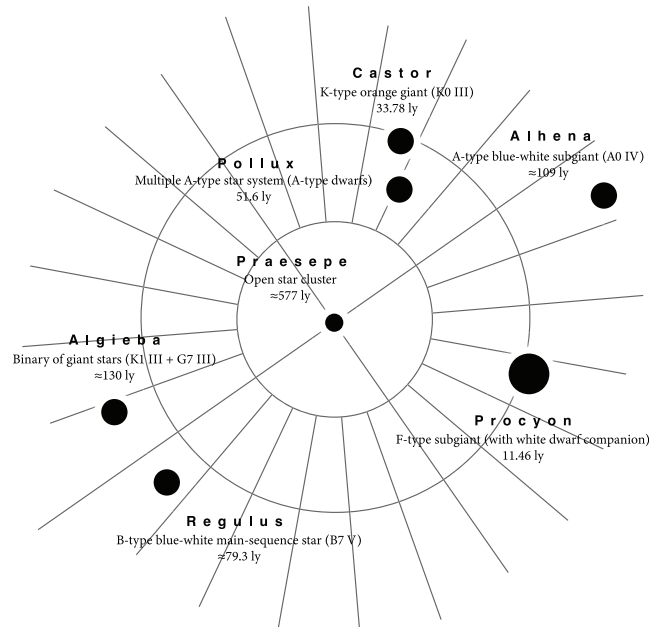 Castor
K-type orange giant (K0 III)
33.78 ly
Alhena
A-type blue-white subgiant (A0 IV)
≈109 ly
Pollux
Multiple A-type star system (A-type dwarfs)
51.6 ly
Praesepe
Open star cluster
≈577 ly
Algieba
Binary of giant stars (K1 III + G7 III)
≈130 ly
Procyon
F-type subgiant (with white dwarf companion)
11.46 ly
Regulus
B-type blue-white main-sequence star (B7 V)
≈79.3 ly